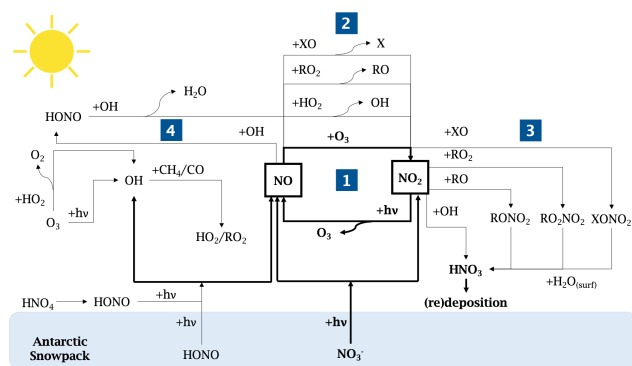 2
+XO
X
+RO₂
RO
H₂O
+OH
+HO₂
OH
HONO
4
+OH
+O₃
+XO
3
O₂
+CH₄/CO
+RO₂
OH
NO
1
NO₂
+RO
+HO₂
+hν
+hν
+OH
RONO₂
RO₂NO₂
XONO₂
O₃
O₃
HO₂/RO₂
HNO₃
+H₂O(surf)
HNO₄
HONO
+hν
(re)deposition
+hν
+hν
Antarctic
Snowpack
HONO
NO₃⁻